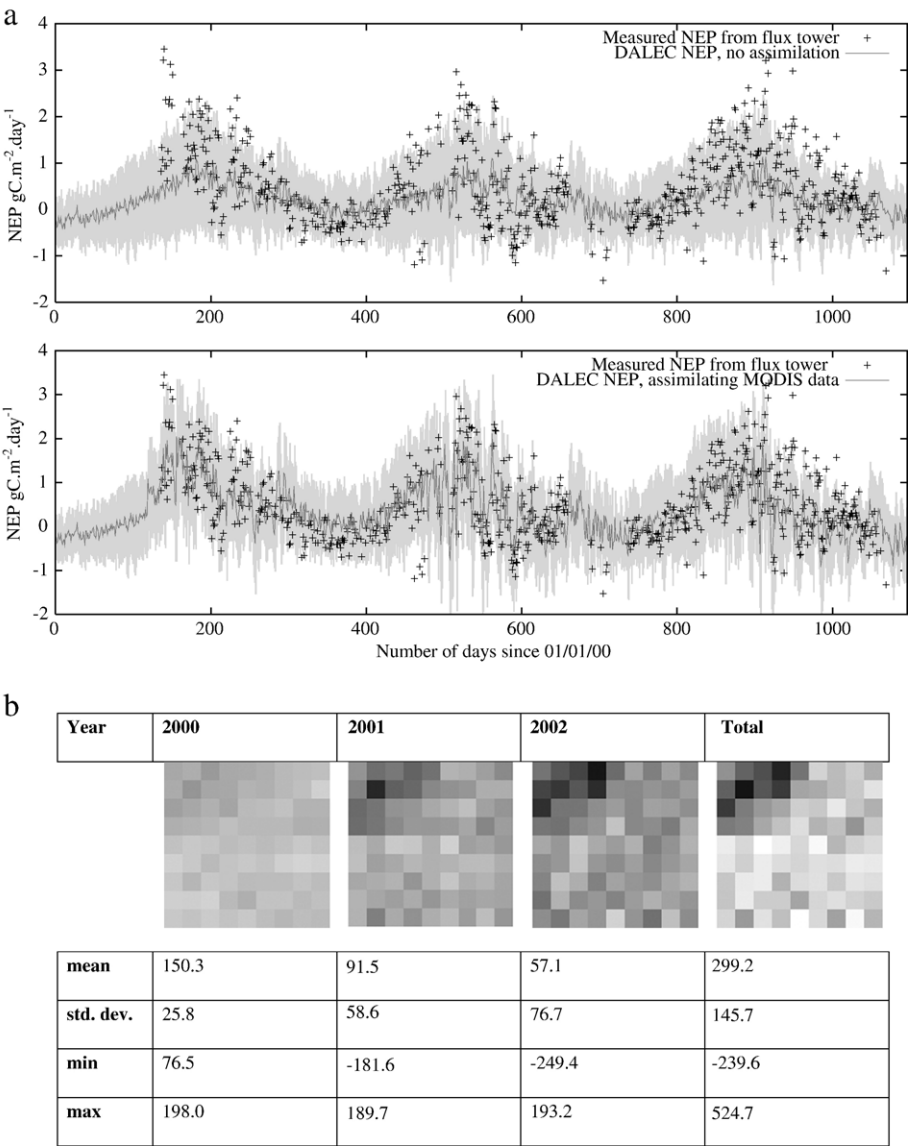 a
4
3
2
1
0
-1
-2
NEP gC.m-2.day-1
Measured NEP from flux tower +
DALEC NEP, no assimilation
0 200 400 600 800 1000
4
3
2
1
0
-1
-2
NEP gC.m-2.day-1
Measured NEP from flux tower +
DALEC NEP, assimilating MODIS data
0 200 400 600 800 1000
Number of days since 01/01/00
b
Year 2000 2001 2002 Total
mean 150.3 91.5 57.1 299.2
std. dev. 25.8 58.6 76.7 145.7
min 76.5 -181.6 -249.4 -239.6
max 198.0 189.7 193.2 524.7